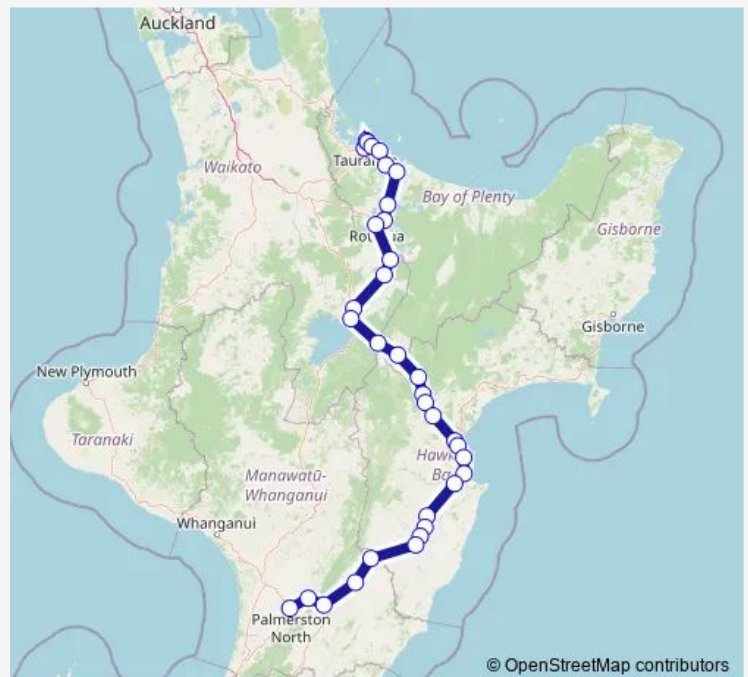 Auckland
Waikato
Bay of Plenty
Gisborne
Gisborne
New Plymouth
Taranaki
Manawatū-
Whanganui
Whanganui
Palmerston
North
© OpenStreetMap contributors